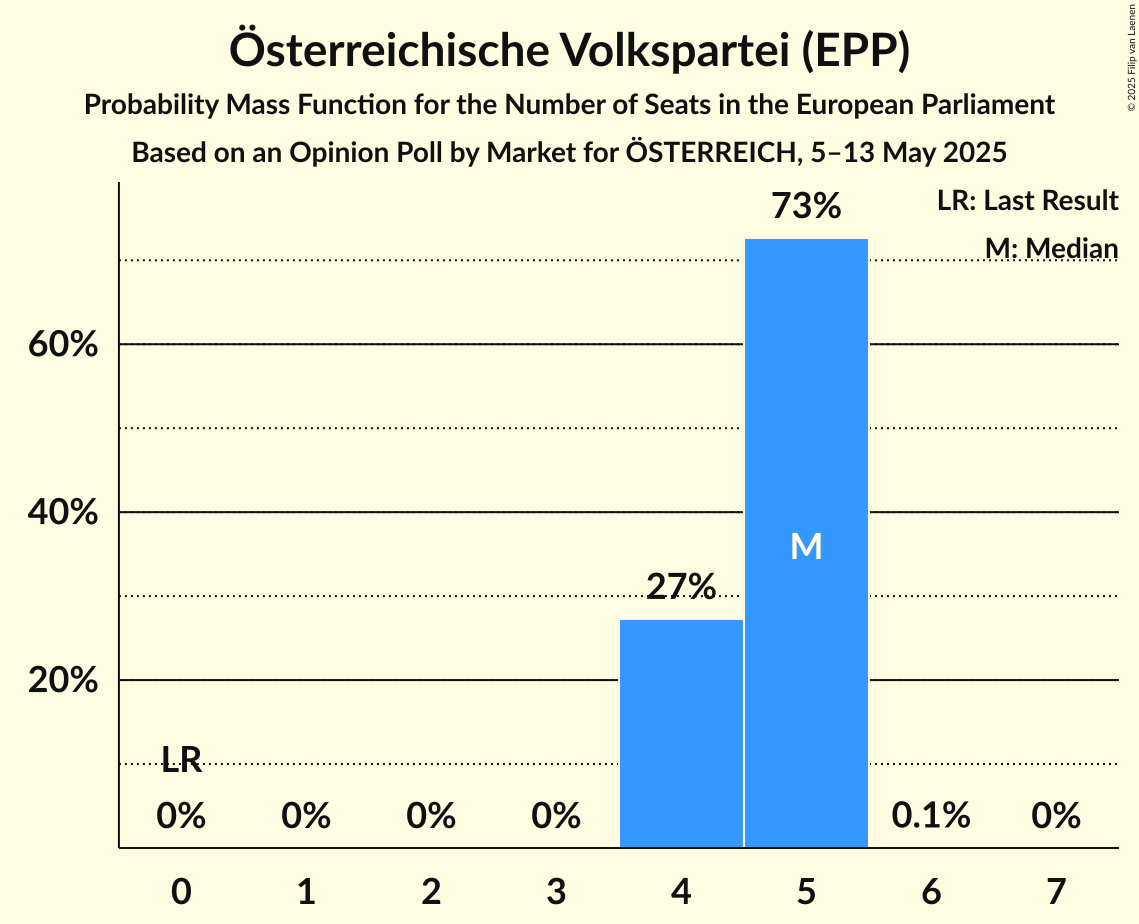 Österreichische Volkspartei (EPP)
Probability Mass Function for the Number of Seats in the European Parliament
Based on an Opinion Poll by Market for ÖSTERREICH, 5–13 May 2025
© 2025 Filip van Laenen
LR: Last Result
M: Median
73%
60%
40%
M
27%
20%
LR
0% 0% 0% 0% 0.1% 0%
0 1 2 3 4 5 6 7